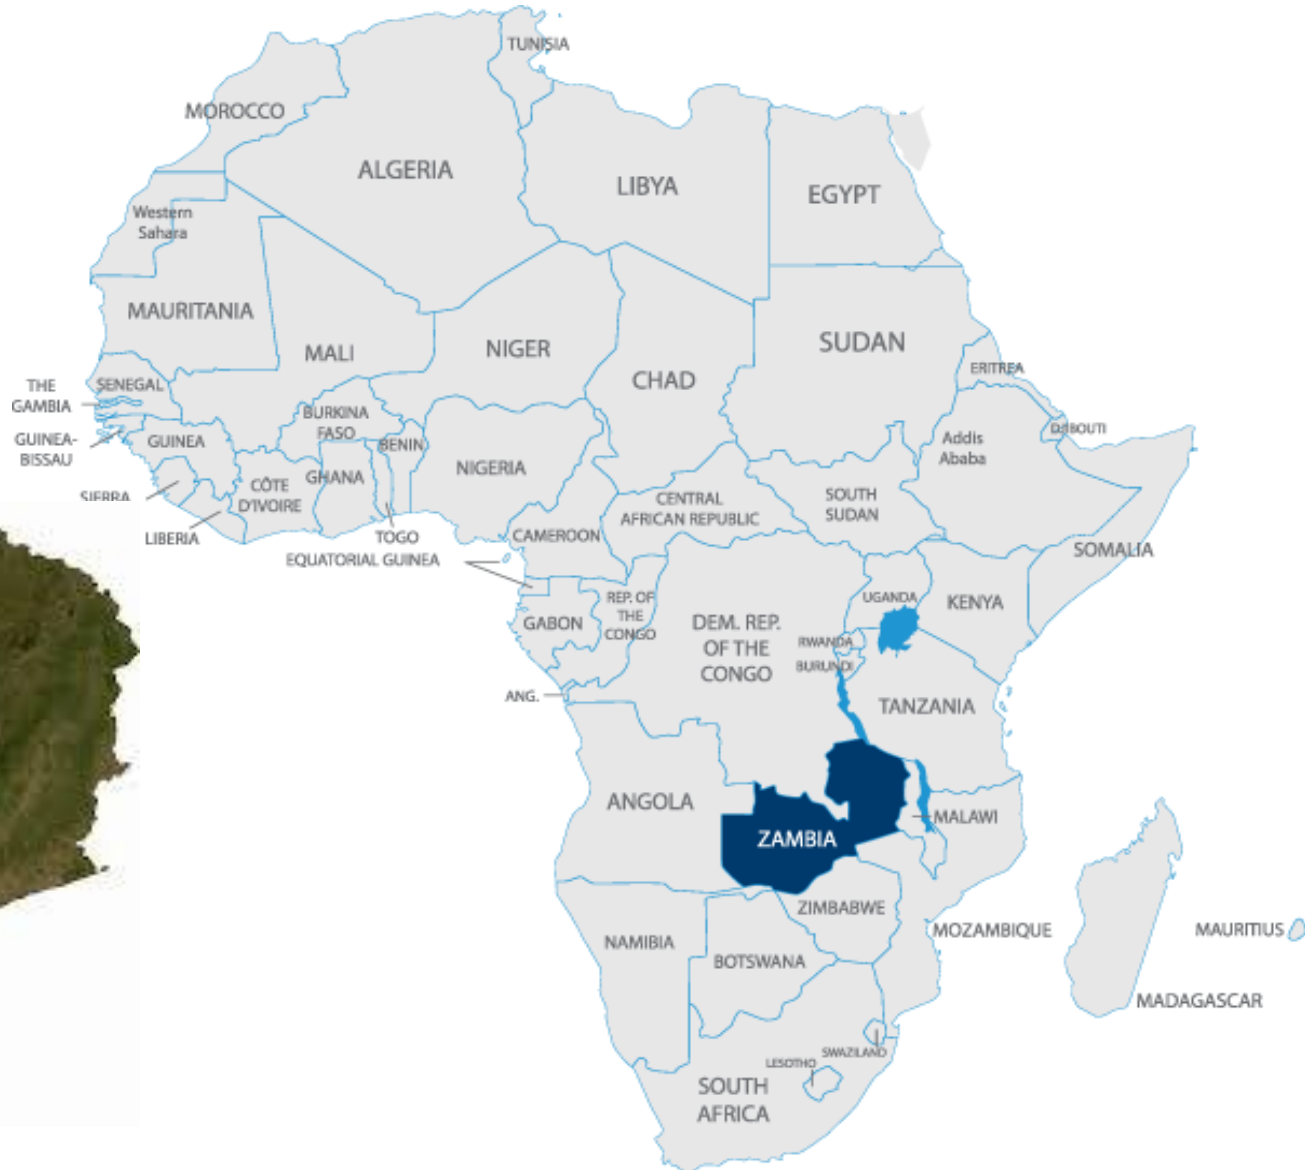 TUNISIA
MOROCCO
ALGERIA
LIBYA
EGYPT
Western
Sahara
MAURITANIA
MALI
NIGER
CHAD
SUDAN
ERITREA
THE
GAMBIA
SENEGAL
BURKINA
FASO
BENIN
DJIBOUTI
GUINEA-
BISSAU
GUINEA
NIGERIA
Addis
Ababa
SIERRA
CÔTE
D'IVOIRE
GHANA
CENTRAL
AFRICAN REPUBLIC
SOUTH
SUDAN
LIBERIA
TOGO
CAMEROON
SOMALIA
EQUATORIAL GUINEA
UGANDA
KENYA
GABON
REP. OF
THE
CONGO
DEM. REP.
OF THE
CONGO
RWANDA
BURUNDI
ANG.
TANZANIA
ANGOLA
ZAMBIA
MALAWI
ZIMBABWE
MOZAMBIQUE
MAURITIUS
NAMIBIA
BOTSWANA
MADAGASCAR
SWAZILAND
LESOTHO
SOUTH
AFRICA